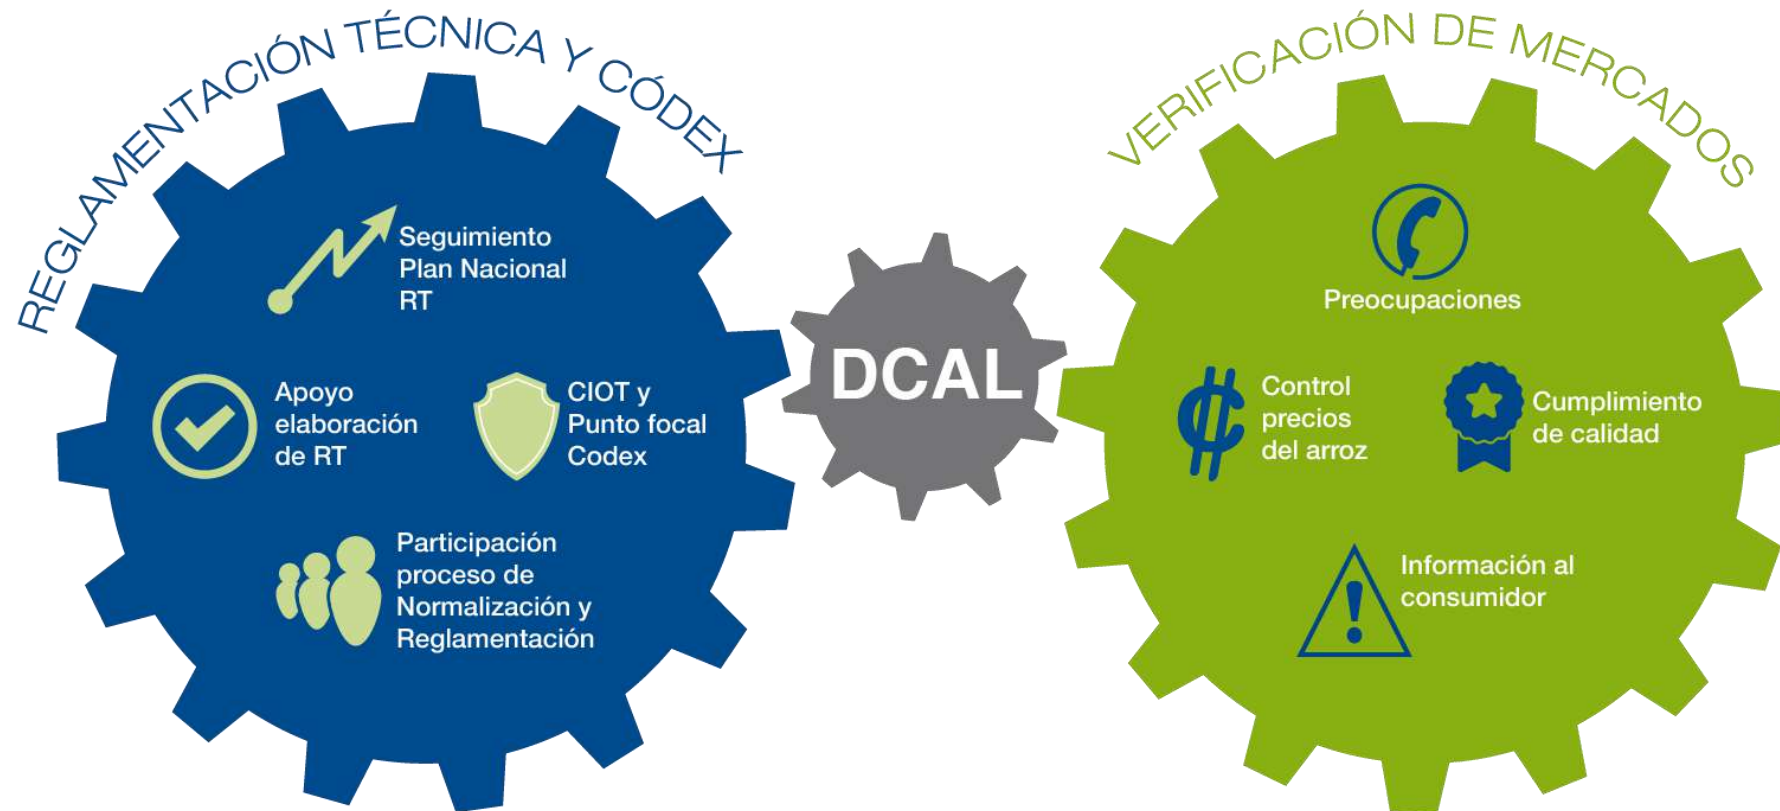 REGLAMENTACIÓN TÉCNICA Y CÓDEX
Seguimiento
Plan Nacional
RT
Apoyo
elaboración
de RT
CIOT y
Punto focal
Codex
Participación
proceso de
Normalización y
Reglamentación
DCAL
VERIFICACIÓN DE MERCADOS
Preocupaciones
Control
precios
del arroz
Cumplimiento
de calidad
Información al
consumidor